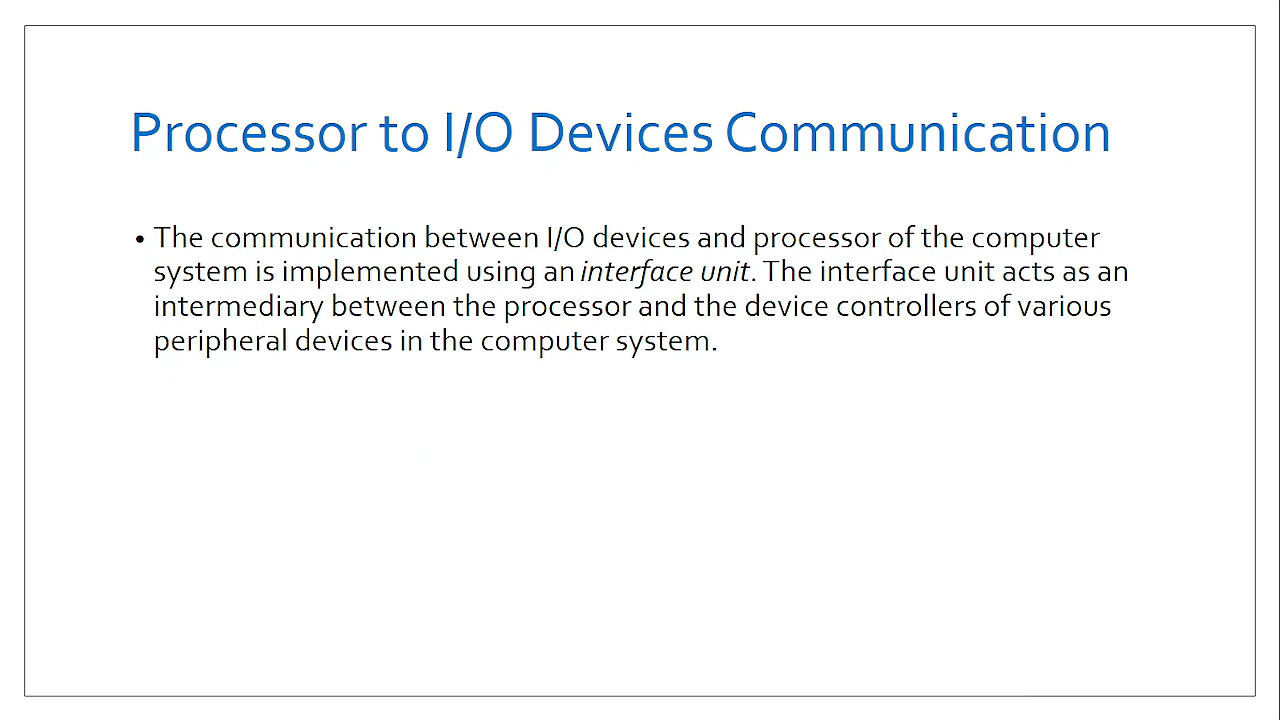 Processor to I/O Devices Communication
• The communication between I/O devices and processor of the computer
system is implemented using an interface unit. The interface unit acts as an
intermediary between the processor and the device controllers of various
peripheral devices in the computer system.